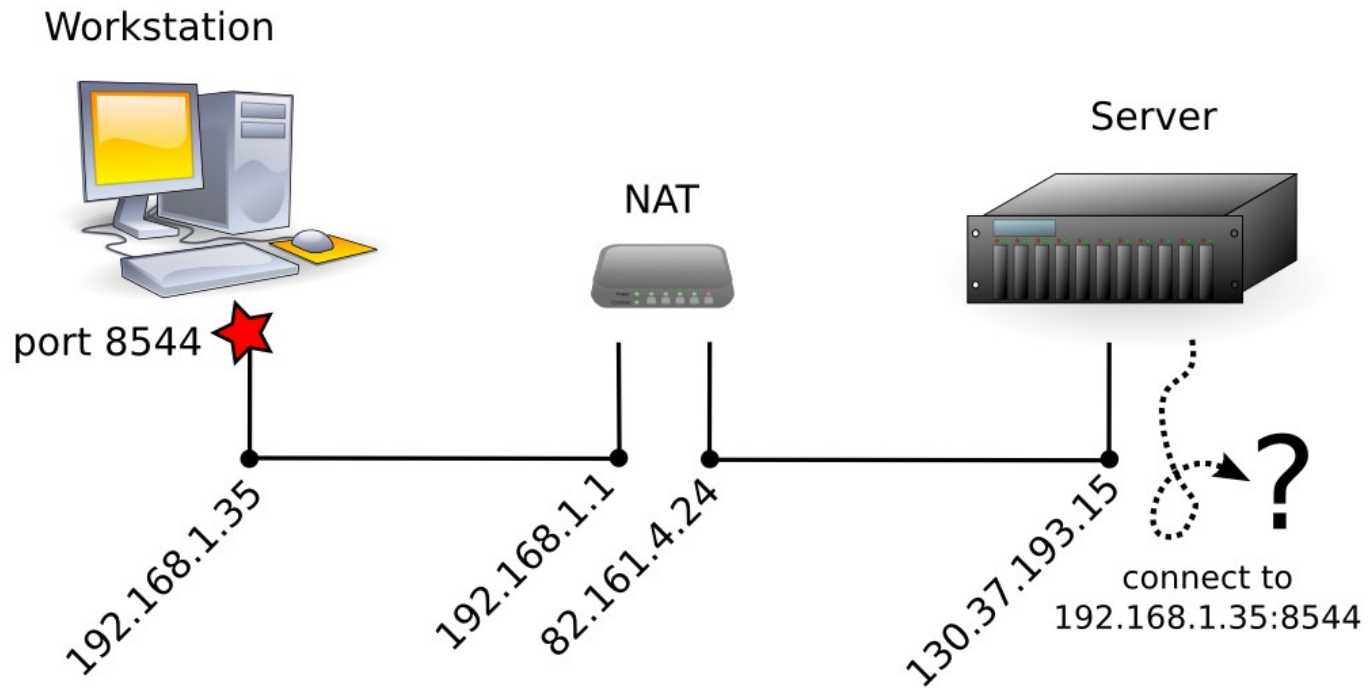 Workstation
Server
NAT
port 8544
192.168.1.35
192.168.1.1
82.161.4.24
130.37.193.15
?
connect to
192.168.1.35:8544